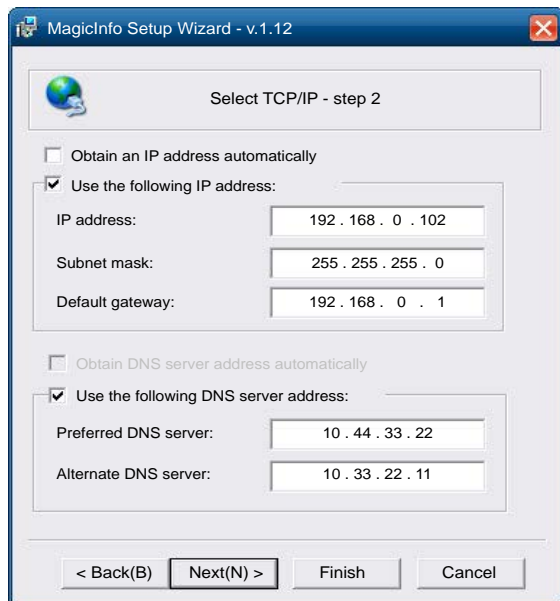 MagicInfo Setup Wizard - v.1.12
Select TCP/IP - step 2
Obtain an IP address automatically
Use the following IP address:
IP address: 192 . 168 . 0 . 102
Subnet mask: 255 . 255 . 255 . 0
Default gateway: 192 . 168 . 0 . 1
Obtain DNS server address automatically
Use the following DNS server address:
Preferred DNS server: 10 . 44 . 33 . 22
Alternate DNS server: 10 . 33 . 22 . 11
< Back(B) Next(N) > Finish Cancel